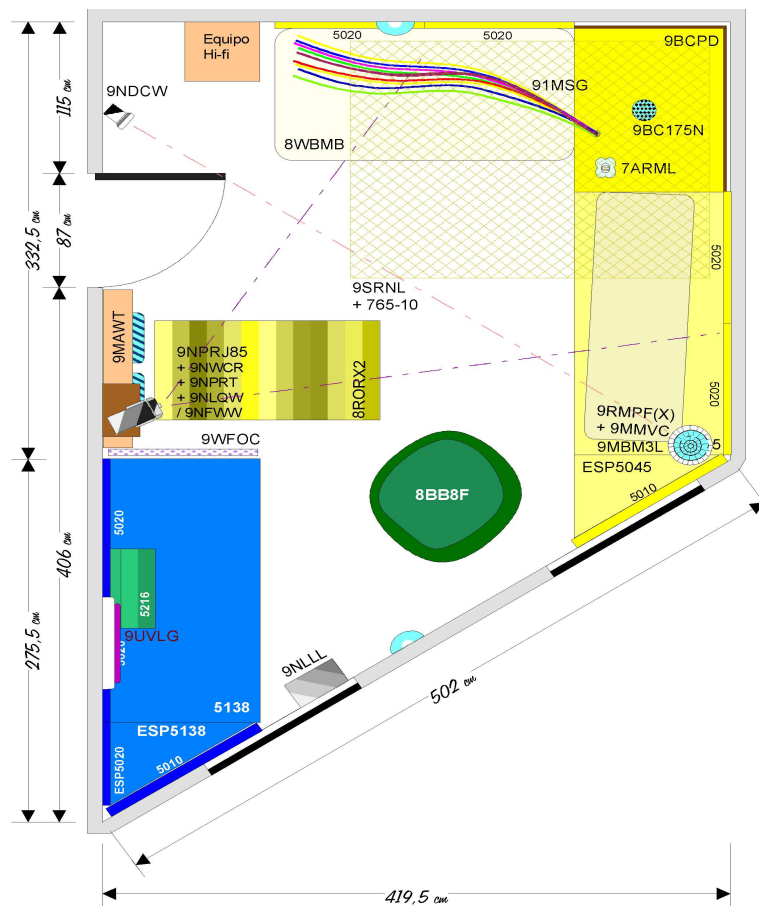 5020
5020
9BCPD
Equipo
Hi-fi
9NDCW
91MSG
9BC175N
8WBMB
7ARML
115 cm
87 cm
332,5 cm
5020
9SRNL
+ 765-10
9MAWT
9NPRJ85
+ 9NWCR
+ 9NPRT
+ 9NLQW
/ 9NFWW
8RORX2
5020
9RMPF(X)
+ 9MMVC
9MBM3L
5
9WFOC
ESP5045
5010
8BB8F
5020
406 cm
5216
9UVLG
275,5 cm
9NLLL
502 cm
5138
ESP5138
5010
ESP5020
419,5 cm